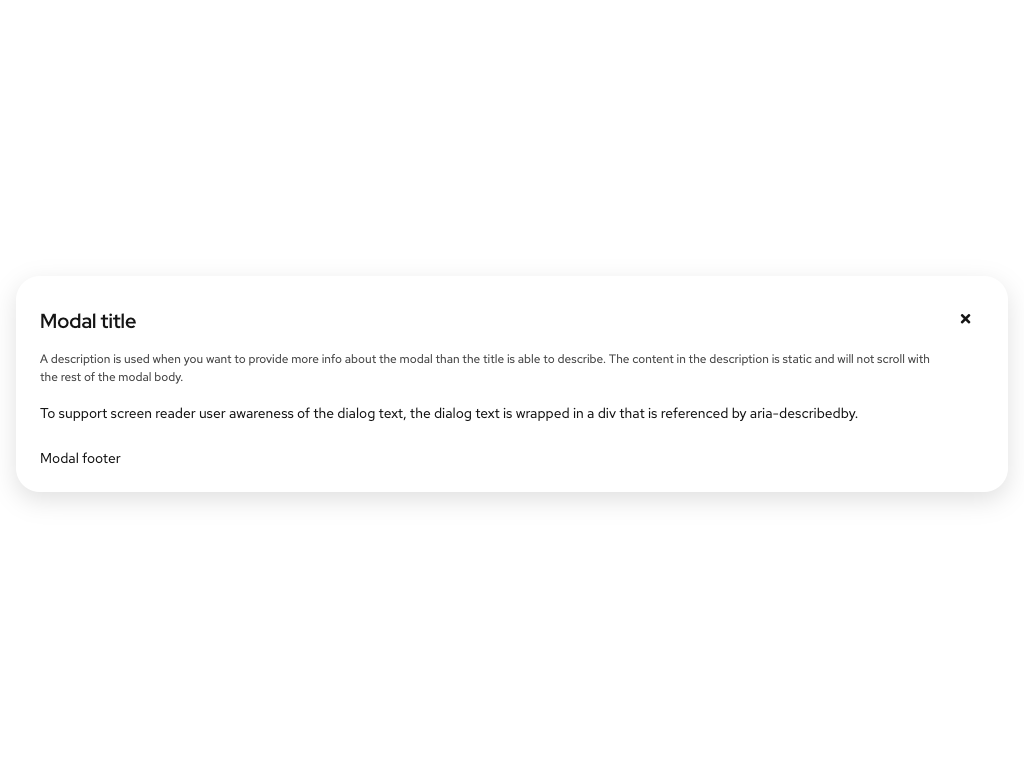 Modal title
A description is used when you want to provide more info about the modal than the title is able to describe. The content in the description is static and will not scroll with
the rest of the modal body.
To support screen reader user awareness of the dialog text, the dialog text is wrapped in a div that is referenced by aria-describedby.
Modal footer